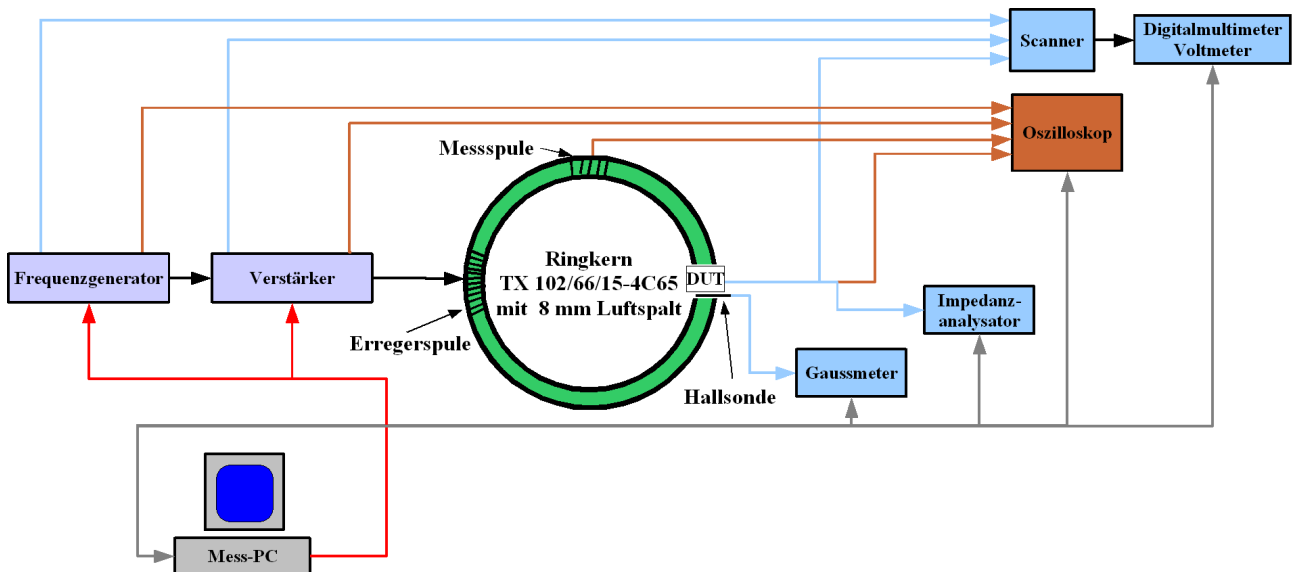 Scanner
Digitalmultimeter
Voltmeter
Oszilloskop
Messspule
Frequenzgenerator
Verstärker
Ringkern
TX 102/66/15-4C65
mit 8 mm Luftspalt
DUT
Impedanz-
analysator
Erregerspule
Gaussmeter
Hallsonde
Mess-PC